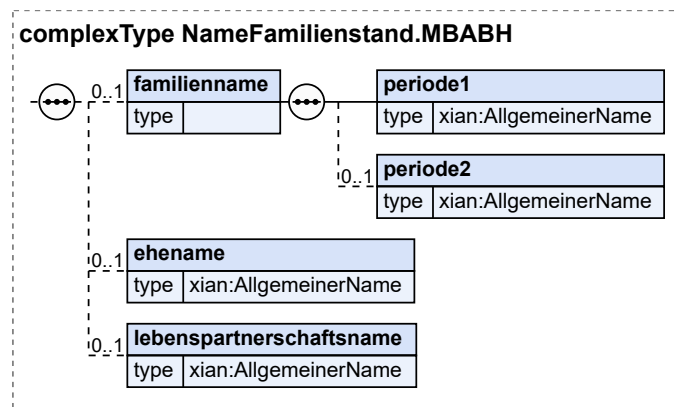 complexType NameFamilienstand.MBABH
0..1 familienname
type
periode1
type xian:AllgemeinerName
0..1 periode2
type xian:AllgemeinerName
0..1 ehename
type xian:AllgemeinerName
0..1 lebenspartnerschaftsname
type xian:AllgemeinerName